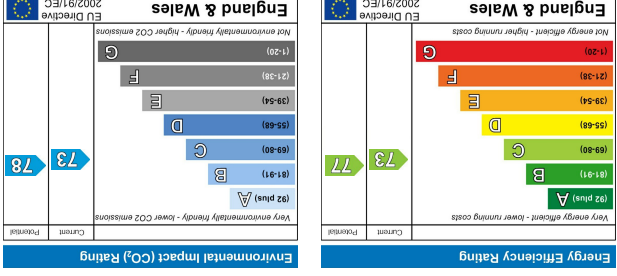 Energy Efficiency Rating
Current
Potential
Very energy efficient - lower running costs
(92 plus) A
(81-91) B
(69-80) C
(55-68) D
(39-54) E
(21-38) F
(1-20) G
73
77
Not energy efficient - higher running costs
England & Wales
EU Directive
2002/91/EC
Environmental Impact (CO₂) Rating
Current
Potential
Very environmentally friendly - lower CO2 emissions
(92 plus) A
(81-91) B
(69-80) C
(55-68) D
(39-54) E
(21-38) F
(1-20) G
73
78
Not environmentally friendly - higher CO2 emissions
England & Wales
EU Directive
2002/91/EC